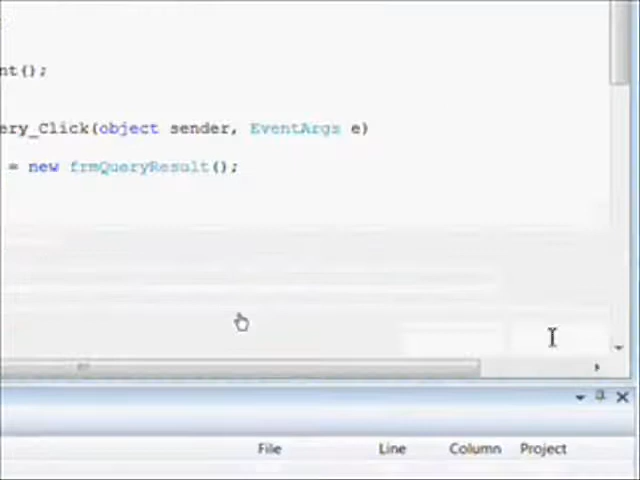 nt();
ery_Click(object sender, EventArgs e)
= new frmQueryResult();
File Line Column Project